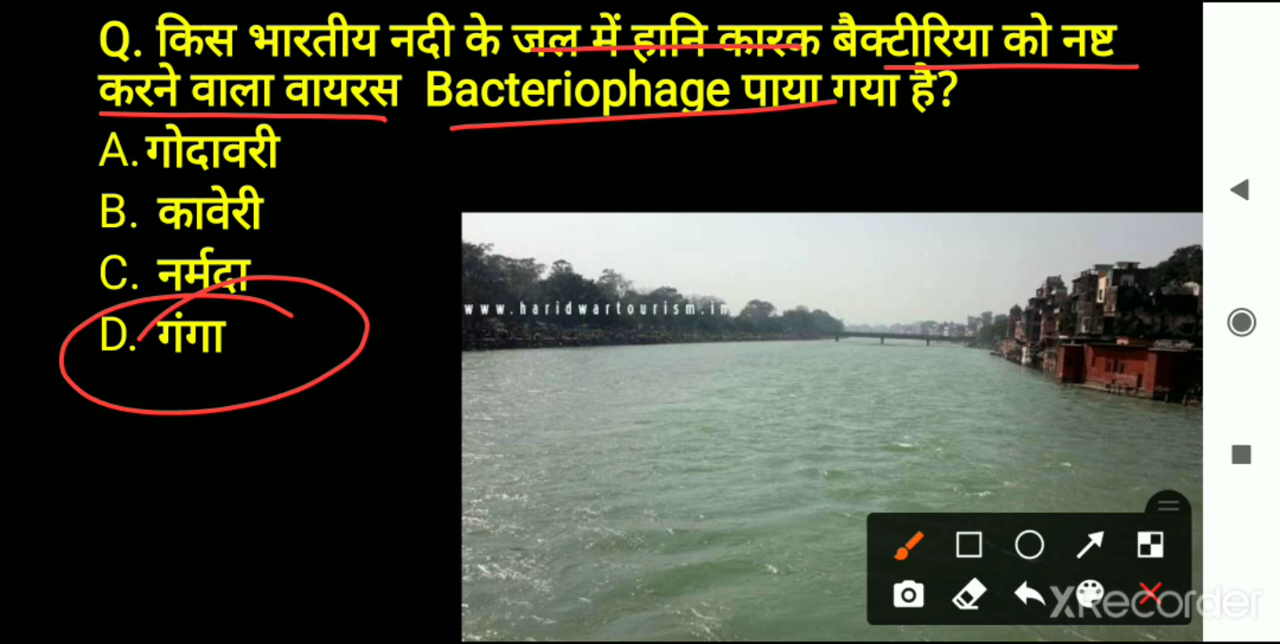 Q. किस भारतीय नदी के जल में हानि कारक बैक्टीरिया को नष्ट
करने वाला वायरस Bacteriophage पाया गया है?
A. गोदावरी
B. कावेरी
C. नर्मदा
D. गंगा
www.haridwartourism.in
XRecorder